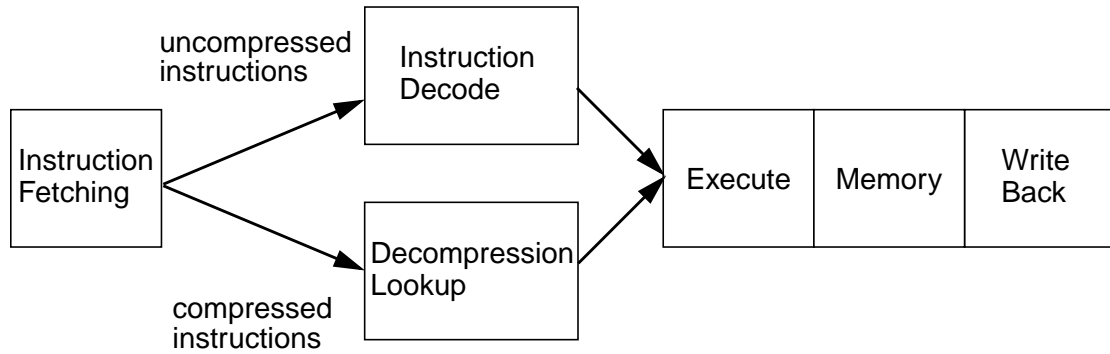 uncompressed
instructions
Instruction
Decode
Instruction
Fetching
Execute
Memory
Write
Back
Decompression
Lookup
compressed
instructions